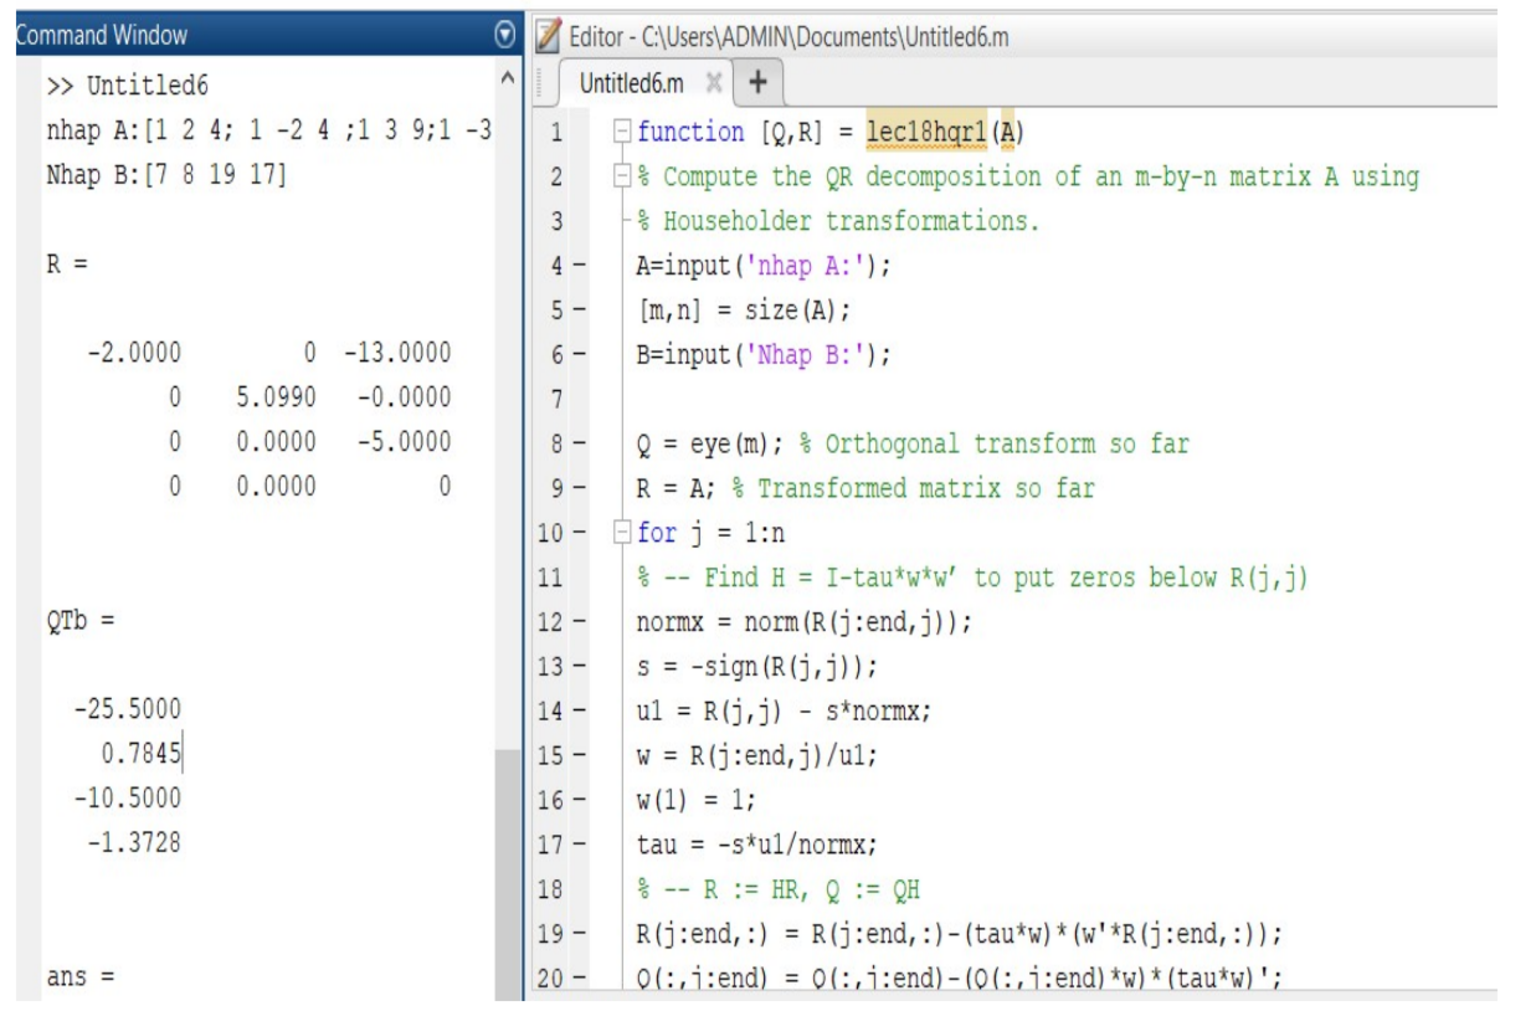 Command Window
>> Untitled6
nhap A:[1 2 4; 1 -2 4 ;1 3 9;1 -3
Nhap B:[7 8 19 17]
R =
-2.0000 0 -13.0000
0 5.0990 -0.0000
0 0.0000 -5.0000
0 0.0000 0
QTb =
-25.5000
0.7845
-10.5000
-1.3728
ans =
Editor - C:\Users\ADMIN\Documents\Untitled6.m
Untitled6.m
1 function [Q,R] = lec18hqr1(A)
2 % Compute the QR decomposition of an m-by-n matrix A using
3 % Householder transformations.
4 - A=input('nhap A:');
5 - [m,n] = size(A);
6 - B=input('Nhap B:');
7
8 - Q = eye(m); % Orthogonal transform so far
9 - R = A; % Transformed matrix so far
10 - for j = 1:n
11 % -- Find H = I-tau*w*w’ to put zeros below R(j,j)
12 - normx = norm(R(j:end,j));
13 - s = -sign(R(j,j));
14 - u1 = R(j,j) - s*normx;
15 - w = R(j:end,j)/u1;
16 - w(1) = 1;
17 - tau = -s*u1/normx;
18 % -- R := HR, Q := QH
19 - R(j:end,:) = R(j:end,:)-(tau*w)*(w'*R(j:end,:));
20 - Q(:,j:end) = Q(:,j:end)-(Q(:,j:end)*w)*(tau*w)';